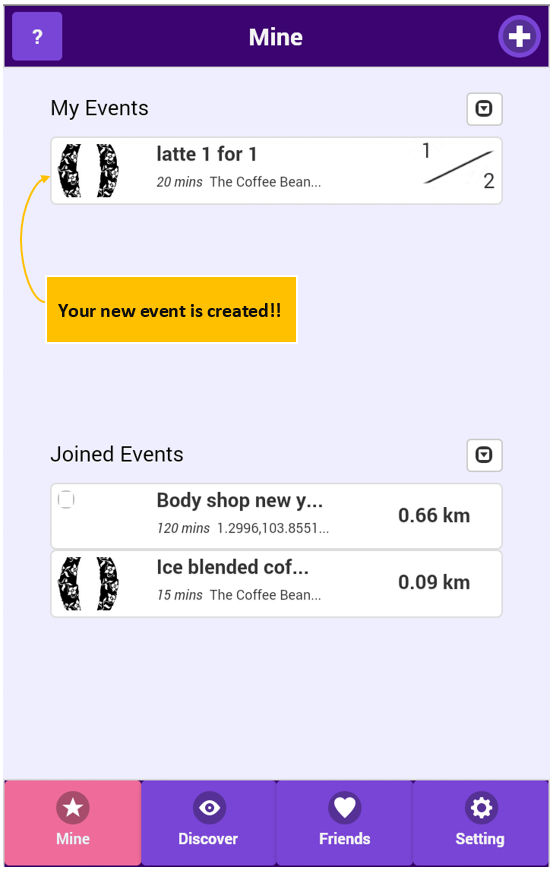 ?
Mine
My Events
latte 1 for 1
20 mins The Coffee Bean...
1
2
Your new event is created!!
Joined Events
Body shop new y...
120 mins 1.2996,103.8551...
0.66 km
Ice blended cof...
15 mins The Coffee Bean...
0.09 km
Mine
Discover
Friends
Setting